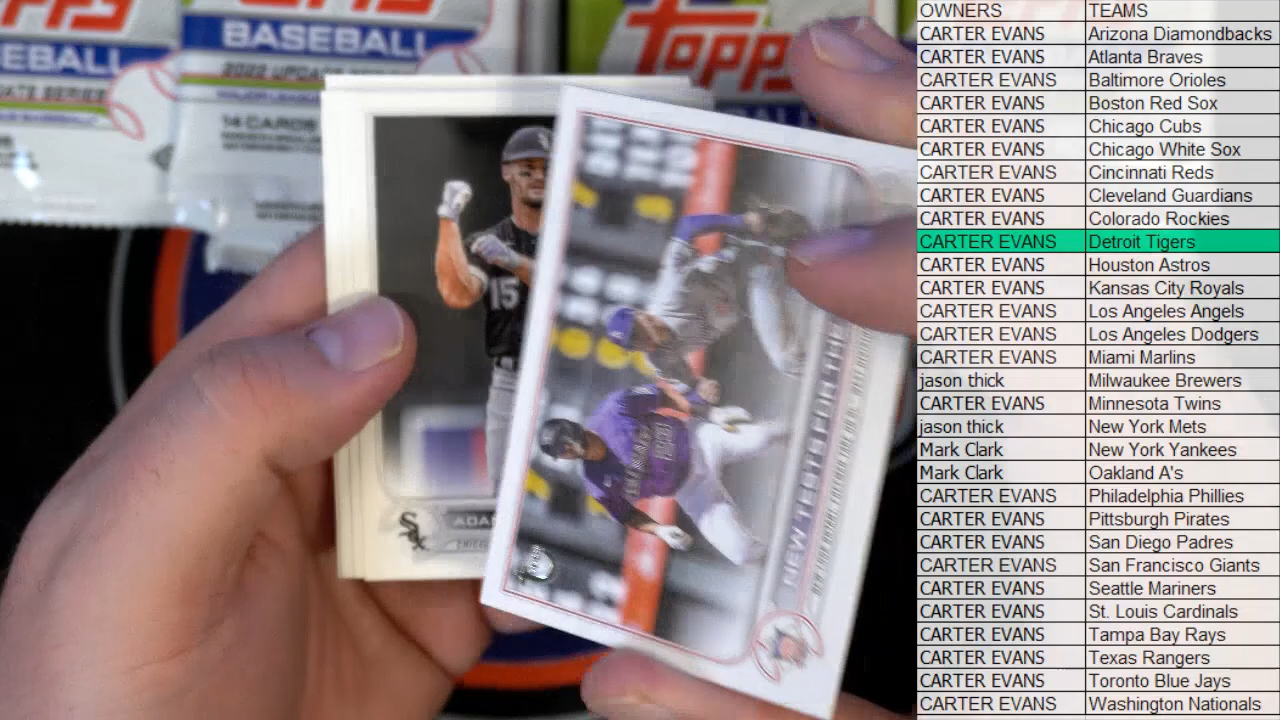 TOPPS
BASEBALL
2022 UPDATE SERIES
14 CARDS
EBALL
ATE SERIES
15
ADA
OWNERS TEAMS
CARTER EVANS Arizona Diamondbacks
CARTER EVANS Atlanta Braves
CARTER EVANS Baltimore Orioles
CARTER EVANS Boston Red Sox
CARTER EVANS Chicago Cubs
CARTER EVANS Chicago White Sox
CARTER EVANS Cincinnati Reds
CARTER EVANS Cleveland Guardians
CARTER EVANS Colorado Rockies
CARTER EVANS Detroit Tigers
CARTER EVANS Houston Astros
CARTER EVANS Kansas City Royals
CARTER EVANS Los Angeles Angels
CARTER EVANS Los Angeles Dodgers
CARTER EVANS Miami Marlins
jason thick Milwaukee Brewers
CARTER EVANS Minnesota Twins
jason thick New York Mets
Mark Clark New York Yankees
Mark Clark Oakland A's
CARTER EVANS Philadelphia Phillies
CARTER EVANS Pittsburgh Pirates
CARTER EVANS San Diego Padres
CARTER EVANS San Francisco Giants
CARTER EVANS Seattle Mariners
CARTER EVANS St. Louis Cardinals
CARTER EVANS Tampa Bay Rays
CARTER EVANS Texas Rangers
CARTER EVANS Toronto Blue Jays
CARTER EVANS Washington Nationals